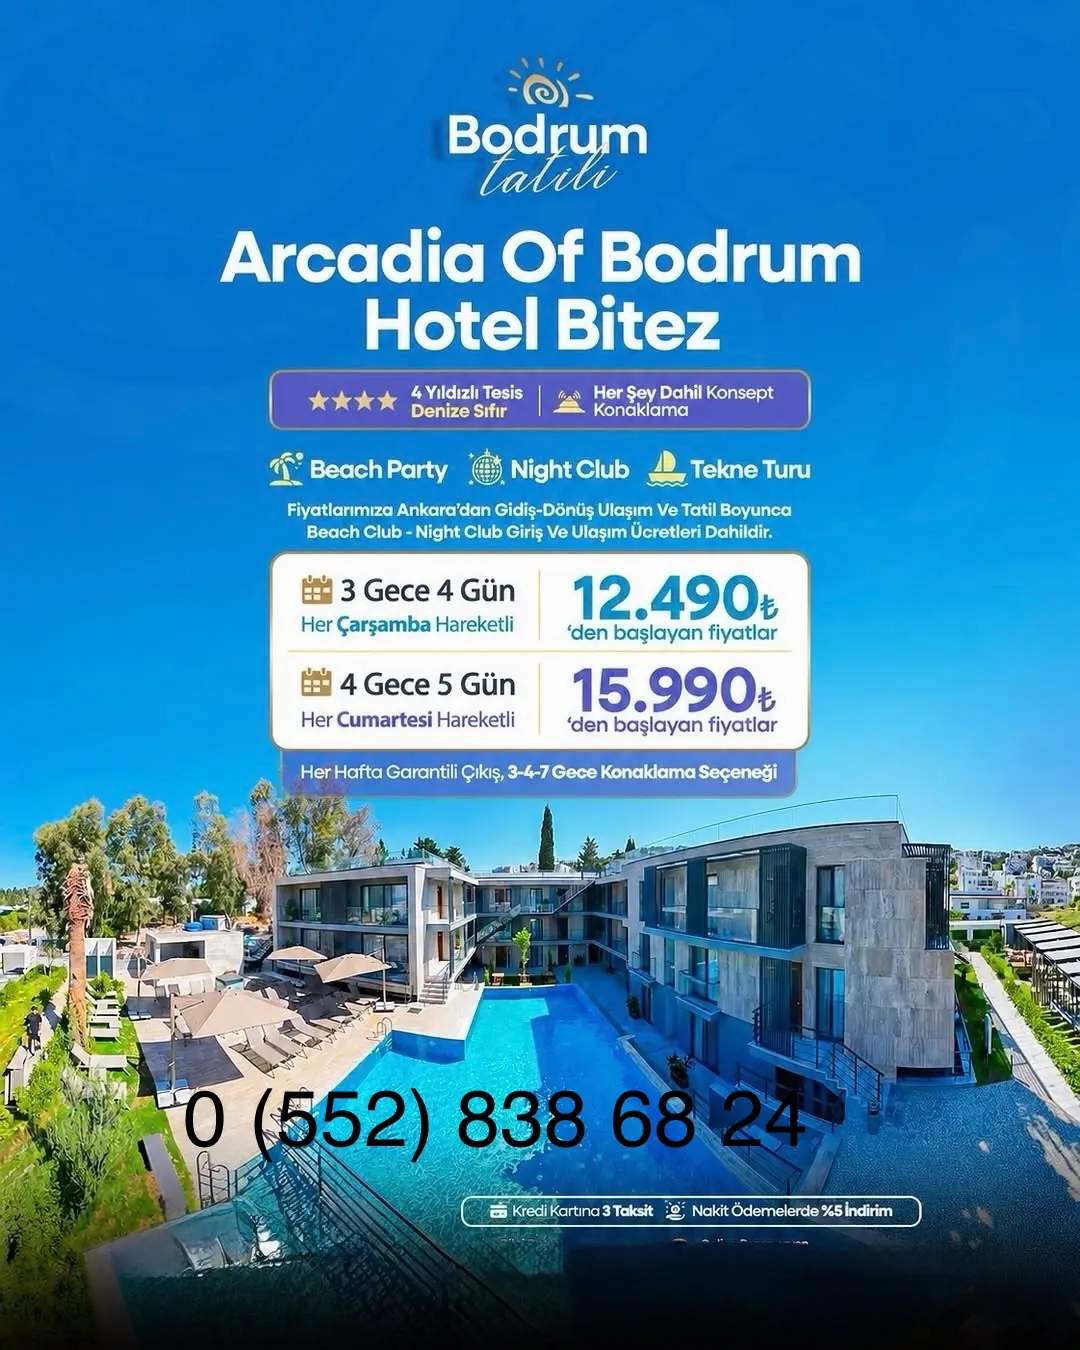 Bodrum
tatili
Arcadia Of Bodrum
Hotel Bitez
4 Yıldızlı Tesis
Denize Sıfır
Her Şey Dahil Konsept
Konaklama
Beach Party Night Club Tekne Turu
Fiyatlarımıza Ankara'dan Gidiş-Dönüş Ulaşım Ve Tatil Boyunca
Beach Club - Night Club Giriş Ve Ulaşım Ücretleri Dahildir.
3 Gece 4 Gün
Her Çarşamba Hareketli
12.490₺
'den başlayan fiyatlar
4 Gece 5 Gün
Her Cumartesi Hareketli
15.990₺
'den başlayan fiyatlar
Her Hafta Garantili Çıkış, 3-4-7 Gece Konaklama Seçeneği
0 (552) 838 68 24
Kredi Kartına 3 Taksit Nakit Ödemelerde %5 İndirim